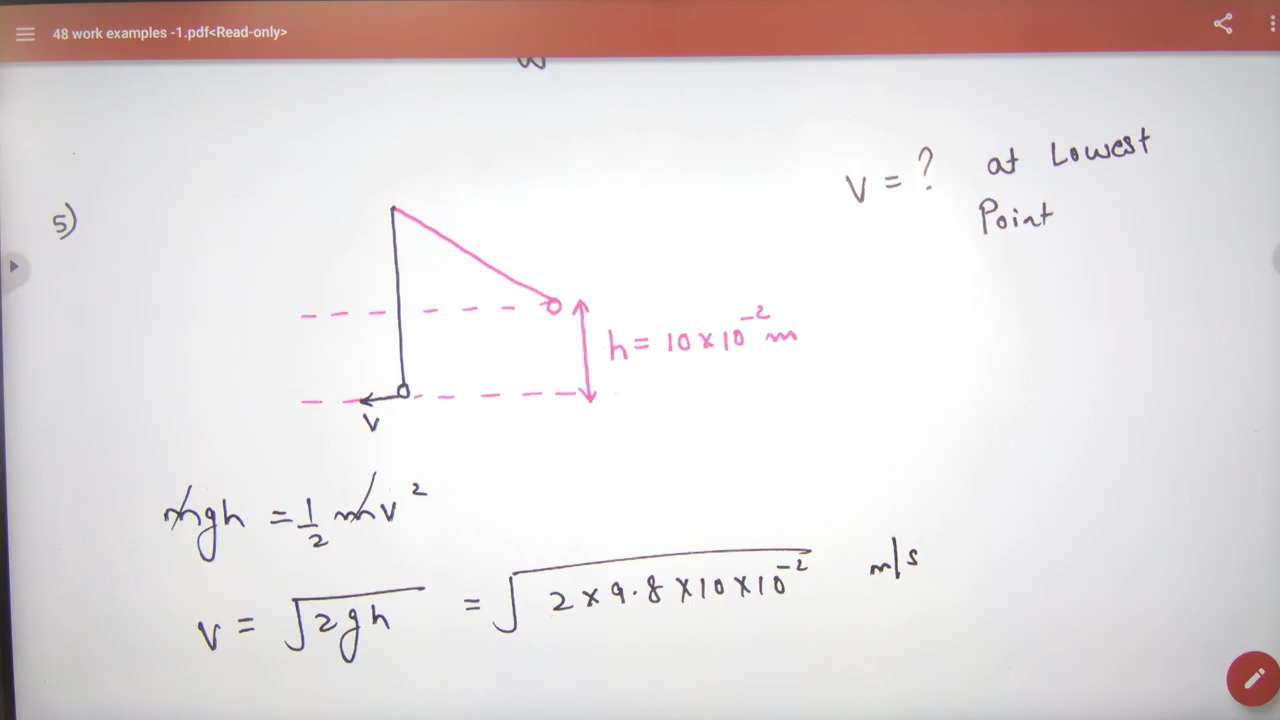 48 work examples -1.pdf<Read-only>
W
V = ? at Lowest
Point
5)
h = 10 × 10⁻² m
V
mgh = 1/2 mv²
V = √2gh = √2 × 9.8 × 10 × 10⁻² m/s